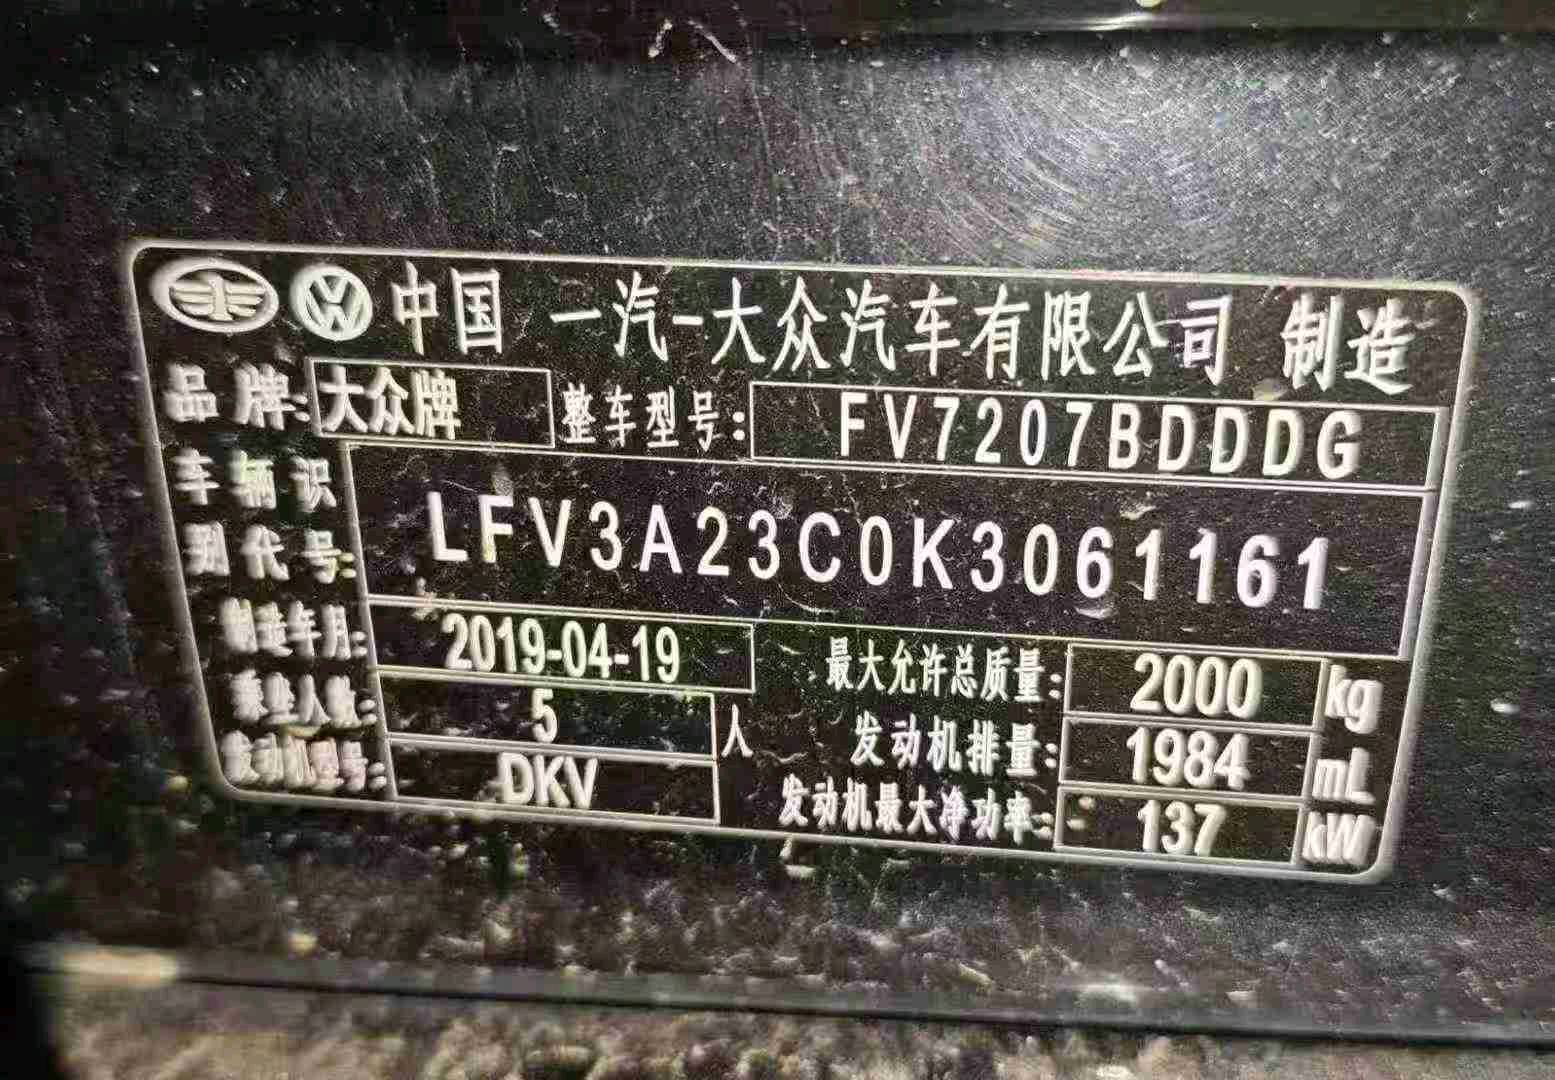 中国 一汽-大众汽车有限公司 制造
品牌: 大众牌 整车型号: FV7207BDDDG
车辆识别代号: LFV3A23C0K3061161
制造年月: 2019-04-19 最大允许总质量: 2000 kg
乘坐人数: 5 人 发动机排量: 1984 mL
发动机型号: DKV 发动机最大净功率: 137 kW